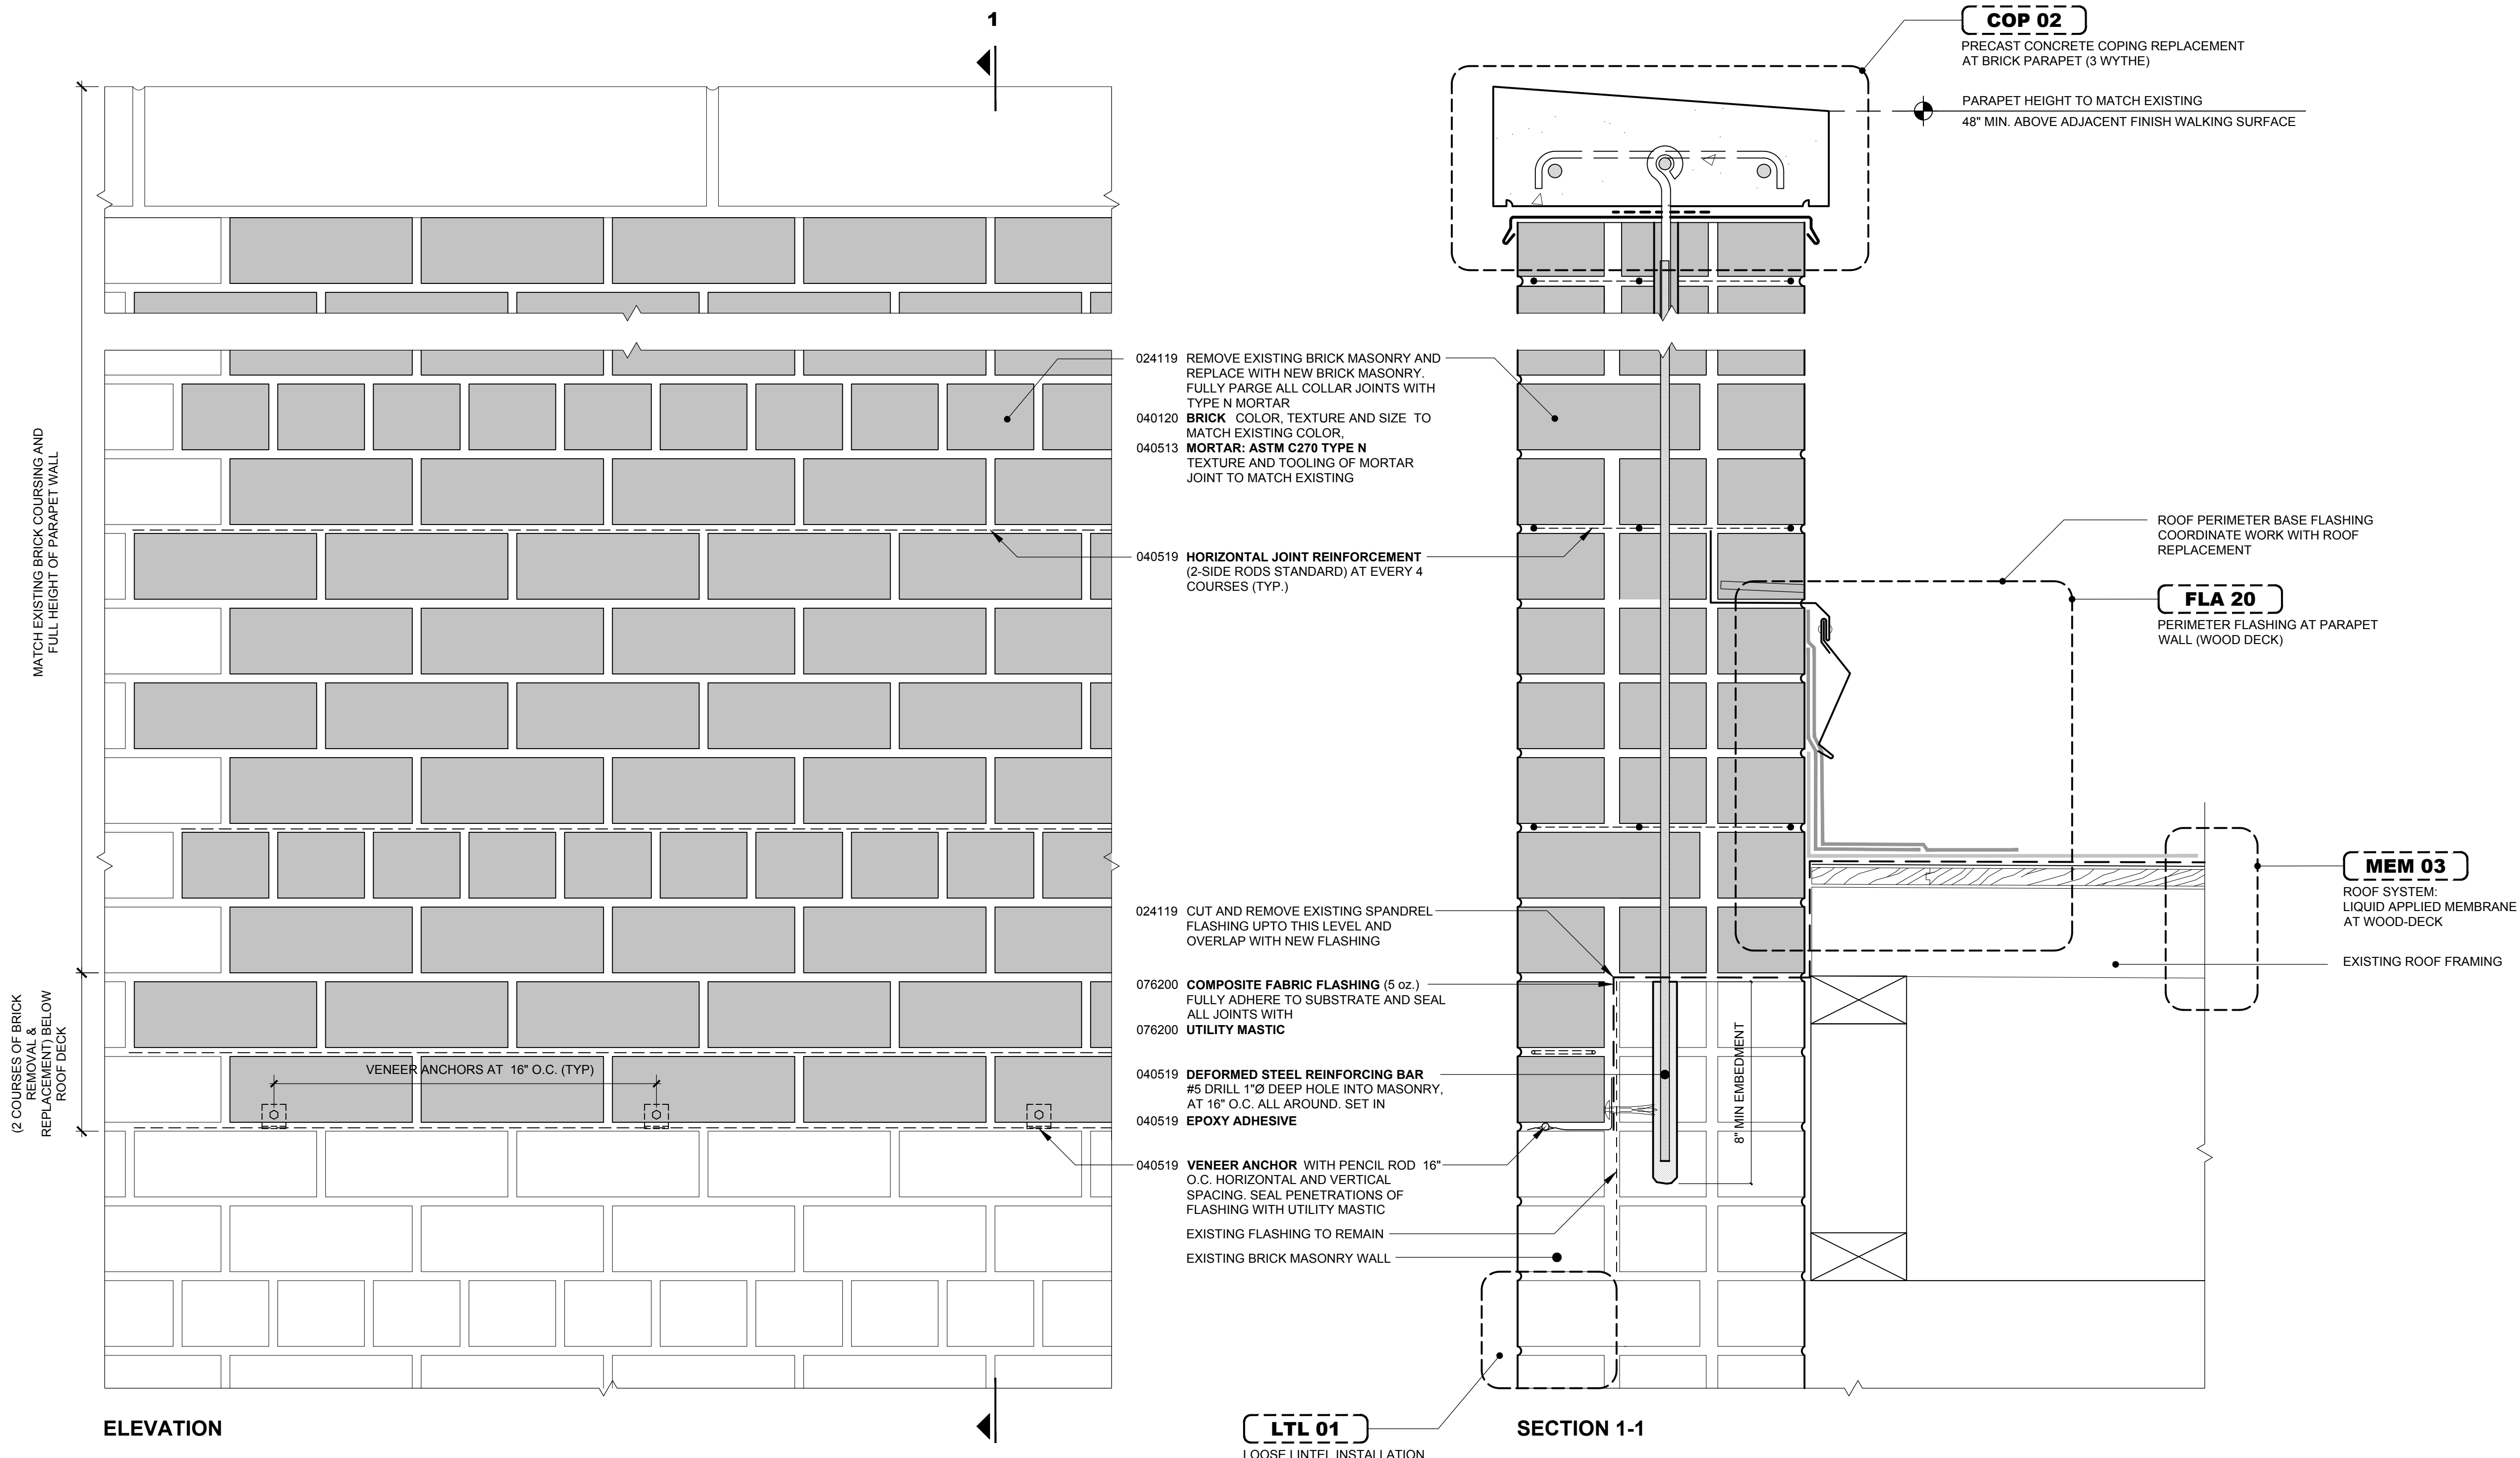 1
COP 02
PRECAST CONCRETE COPING REPLACEMENT
AT BRICK PARAPET (3 WYTHE)
PARAPET HEIGHT TO MATCH EXISTING
48" MIN. ABOVE ADJACENT FINISH WALKING SURFACE
MATCH EXISTING BRICK COURSING AND
FULL HEIGHT OF PARAPET WALL
024119 REMOVE EXISTING BRICK MASONRY AND
REPLACE WITH NEW BRICK MASONRY.
FULLY PARGE ALL COLLAR JOINTS WITH
TYPE N MORTAR
040120 BRICK COLOR, TEXTURE AND SIZE TO
MATCH EXISTING COLOR,
040513 MORTAR: ASTM C270 TYPE N
TEXTURE AND TOOLING OF MORTAR
JOINT TO MATCH EXISTING
040519 HORIZONTAL JOINT REINFORCEMENT
(2-SIDE RODS STANDARD) AT EVERY 4
COURSES (TYP.)
ROOF PERIMETER BASE FLASHING
COORDINATE WORK WITH ROOF
REPLACEMENT
FLA 20
PERIMETER FLASHING AT PARAPET
WALL (WOOD DECK)
MEM 03
ROOF SYSTEM:
LIQUID APPLIED MEMBRANE
AT WOOD-DECK
EXISTING ROOF FRAMING
024119 CUT AND REMOVE EXISTING SPANDREL
FLASHING UPTO THIS LEVEL AND
OVERLAP WITH NEW FLASHING
076200 COMPOSITE FABRIC FLASHING (5 oz.)
FULLY ADHERE TO SUBSTRATE AND SEAL
ALL JOINTS WITH
076200 UTILITY MASTIC
040519 DEFORMED STEEL REINFORCING BAR
#5 DRILL 1"Ø DEEP HOLE INTO MASONRY,
AT 16" O.C. ALL AROUND. SET IN
040519 EPOXY ADHESIVE
040519 VENEER ANCHOR WITH PENCIL ROD 16"
O.C. HORIZONTAL AND VERTICAL
SPACING. SEAL PENETRATIONS OF
FLASHING WITH UTILITY MASTIC
EXISTING FLASHING TO REMAIN
EXISTING BRICK MASONRY WALL
(2 COURSES OF BRICK
REMOVAL &
REPLACEMENT) BELOW
ROOF DECK
VENEER ANCHORS AT 16" O.C. (TYP)
8" MIN EMBEDMENT
ELEVATION
LTL 01
LOOSE LINTEL INSTALLATION
SECTION 1-1